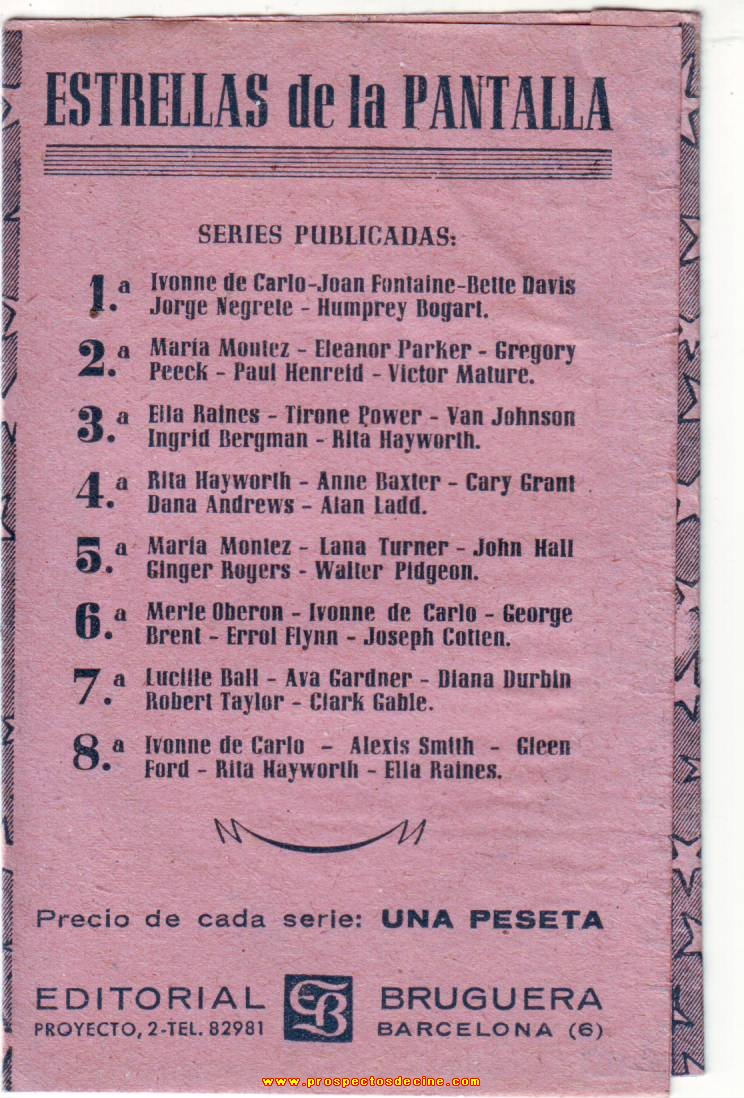 ESTRELLAS de la PANTALLA
SERIES PUBLICADAS:
1.ª Ivonne de Carlo-Joan Fontaine-Bette Davis
Jorge Negrete - Humprey Bogart.
2.ª María Montez - Eleanor Parker - Gregory
Peeck - Paul Henreid - Victor Mature.
3.ª Ella Raines - Tirone Power - Van Johnson
Ingrid Bergman - Rita Hayworth.
4.ª Rita Hayworth - Anne Baxter - Cary Grant
Dana Andrews - Alan Ladd.
5.ª María Montez - Lana Turner - John Hall
Ginger Rogers - Walter Pidgeon.
6.ª Merle Oberon - Ivonne de Carlo - George
Brent - Errol Flynn - Joseph Cotten.
7.ª Lucille Ball - Ava Gardner - Diana Durbin
Robert Taylor - Clark Gable.
8.ª Ivonne de Carlo - Alexis Smith - Gleen
Ford - Rita Hayworth - Ella Raines.
Precio de cada serie: UNA PESETA
EDITORIAL EB BRUGUERA
PROYECTO, 2-TEL. 82981 BARCELONA (6)
www.prospectosdecine.com